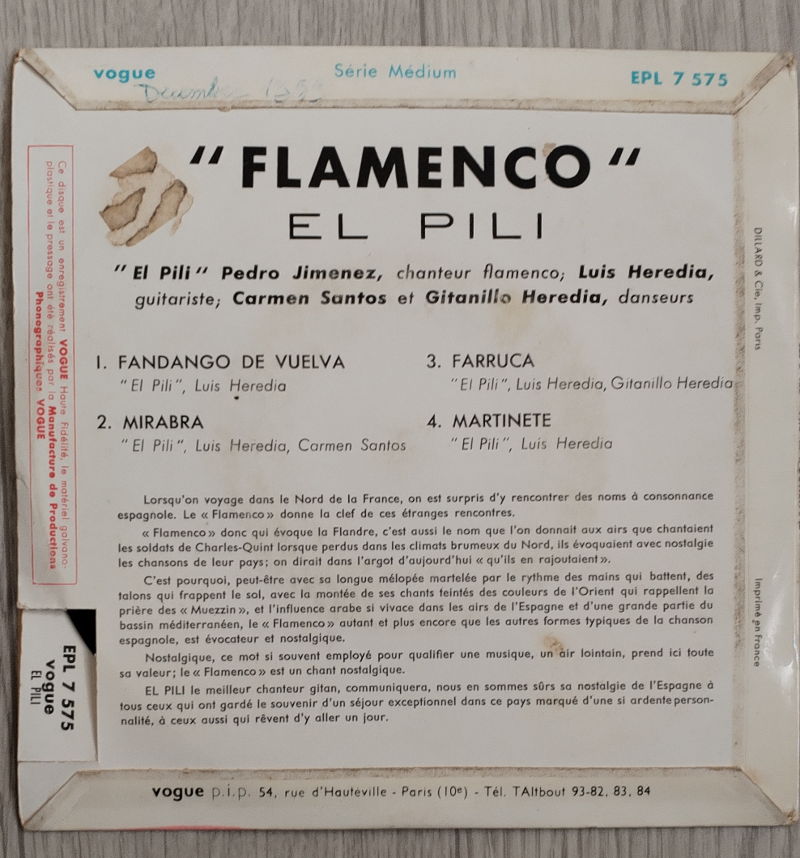 vogue Série Médium EPL 7 575
" FLAMENCO "
EL PILI
" El Pili " Pedro Jimenez, chanteur flamenco; Luis Heredia,
guitariste; Carmen Santos et Gitanillo Heredia, danseurs
1. FANDANGO DE VUELVA
" El Pili ", Luis Heredia
2. MIRABRA
" El Pili ", Luis Heredia, Carmen Santos
3. FARRUCA
" El Pili ", Luis Heredia, Gitanillo Heredia
4. MARTINETE
" El Pili ", Luis Heredia
Lorsqu'on voyage dans le Nord de la France, on est surpris d'y rencontrer des noms à consonnance
espagnole. Le « Flamenco » donne la clef de ces étranges rencontres.
« Flamenco » donc qui évoque la Flandre, c'est aussi le nom que l'on donnait aux airs que chantaient
les soldats de Charles-Quint lorsque perdus dans les climats brumeux du Nord, ils évoquaient avec nostalgie
les chansons de leur pays; on dirait dans l'argot d'aujourd'hui « qu'ils en rajoutaient ».
C'est pourquoi, peut-être avec sa longue mélopée martelée par le rythme des mains qui battent, des
talons qui frappent le sol, avec la montée de ses chants teintés des couleurs de l'Orient qui rappellent la
prière des « Muezzin », et l'influence arabe si vivace dans les airs de l'Espagne et d'une grande partie du
bassin méditerranéen, le « Flamenco » autant et plus encore que les autres formes typiques de la chanson
espagnole, est évocateur et nostalgique.
Nostalgique, ce mot si souvent employé pour qualifier une musique, un air lointain, prend ici toute
sa valeur; le « Flamenco » est un chant nostalgique.
EL PILI le meilleur chanteur gitan, communiquera, nous en sommes sûrs sa nostalgie de l'Espagne à
tous ceux qui ont gardé le souvenir d'un séjour exceptionnel dans ce pays marqué d'une si ardente person-
nalité, à ceux aussi qui rêvent d'y aller un jour.
vogue p.i.p. 54, rue d'Hauteville - Paris (10e) - Tél. TAItbout 93-82, 83, 84
Ce disque est un enregistrement VOGUE Haute Fidélité, le matériel galvano-
plastique et le pressage ont été réalisés par la Manufacture de Productions
Phonographiques VOGUE
EPL 7 575
vogue
EL PILI
DILLARD & Cie, Imp. Paris
Imprimé en France